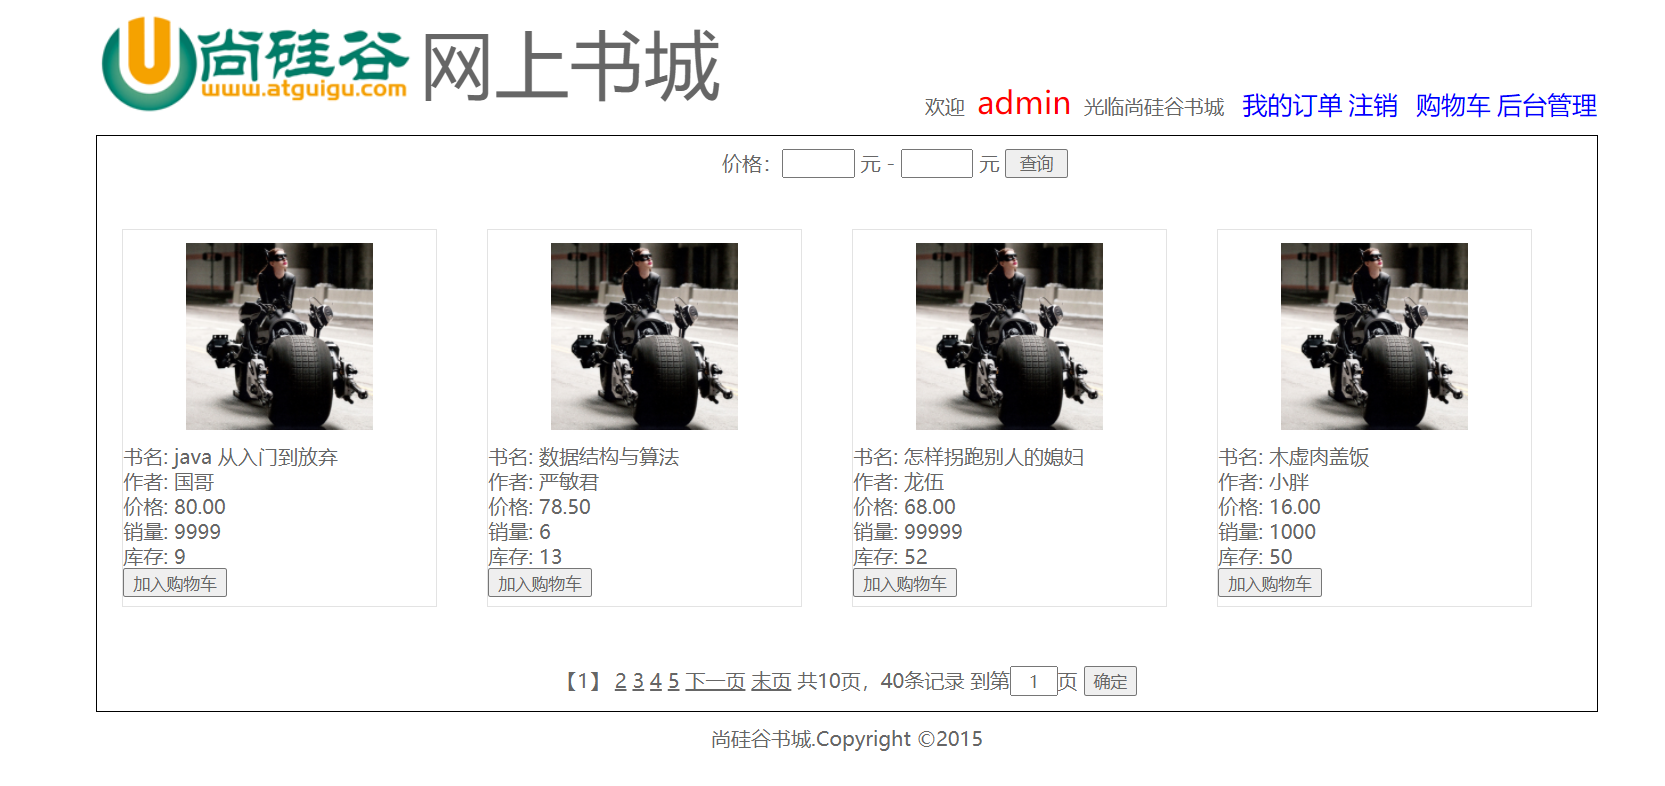 尚硅谷
www.atguigu.com
网上书城
欢迎 admin 光临尚硅谷书城 我的订单 注销 购物车 后台管理
价格： 元 - 元 查询
书名: java 从入门到放弃
作者: 国哥
价格: 80.00
销量: 9999
库存: 9
加入购物车
书名: 数据结构与算法
作者: 严敏君
价格: 78.50
销量: 6
库存: 13
加入购物车
书名: 怎样拐跑别人的媳妇
作者: 龙伍
价格: 68.00
销量: 99999
库存: 52
加入购物车
书名: 木虚肉盖饭
作者: 小胖
价格: 16.00
销量: 1000
库存: 50
加入购物车
【1】 2 3 4 5 下一页 末页 共10页，40条记录 到第 1 页 确定
尚硅谷书城.Copyright ©2015